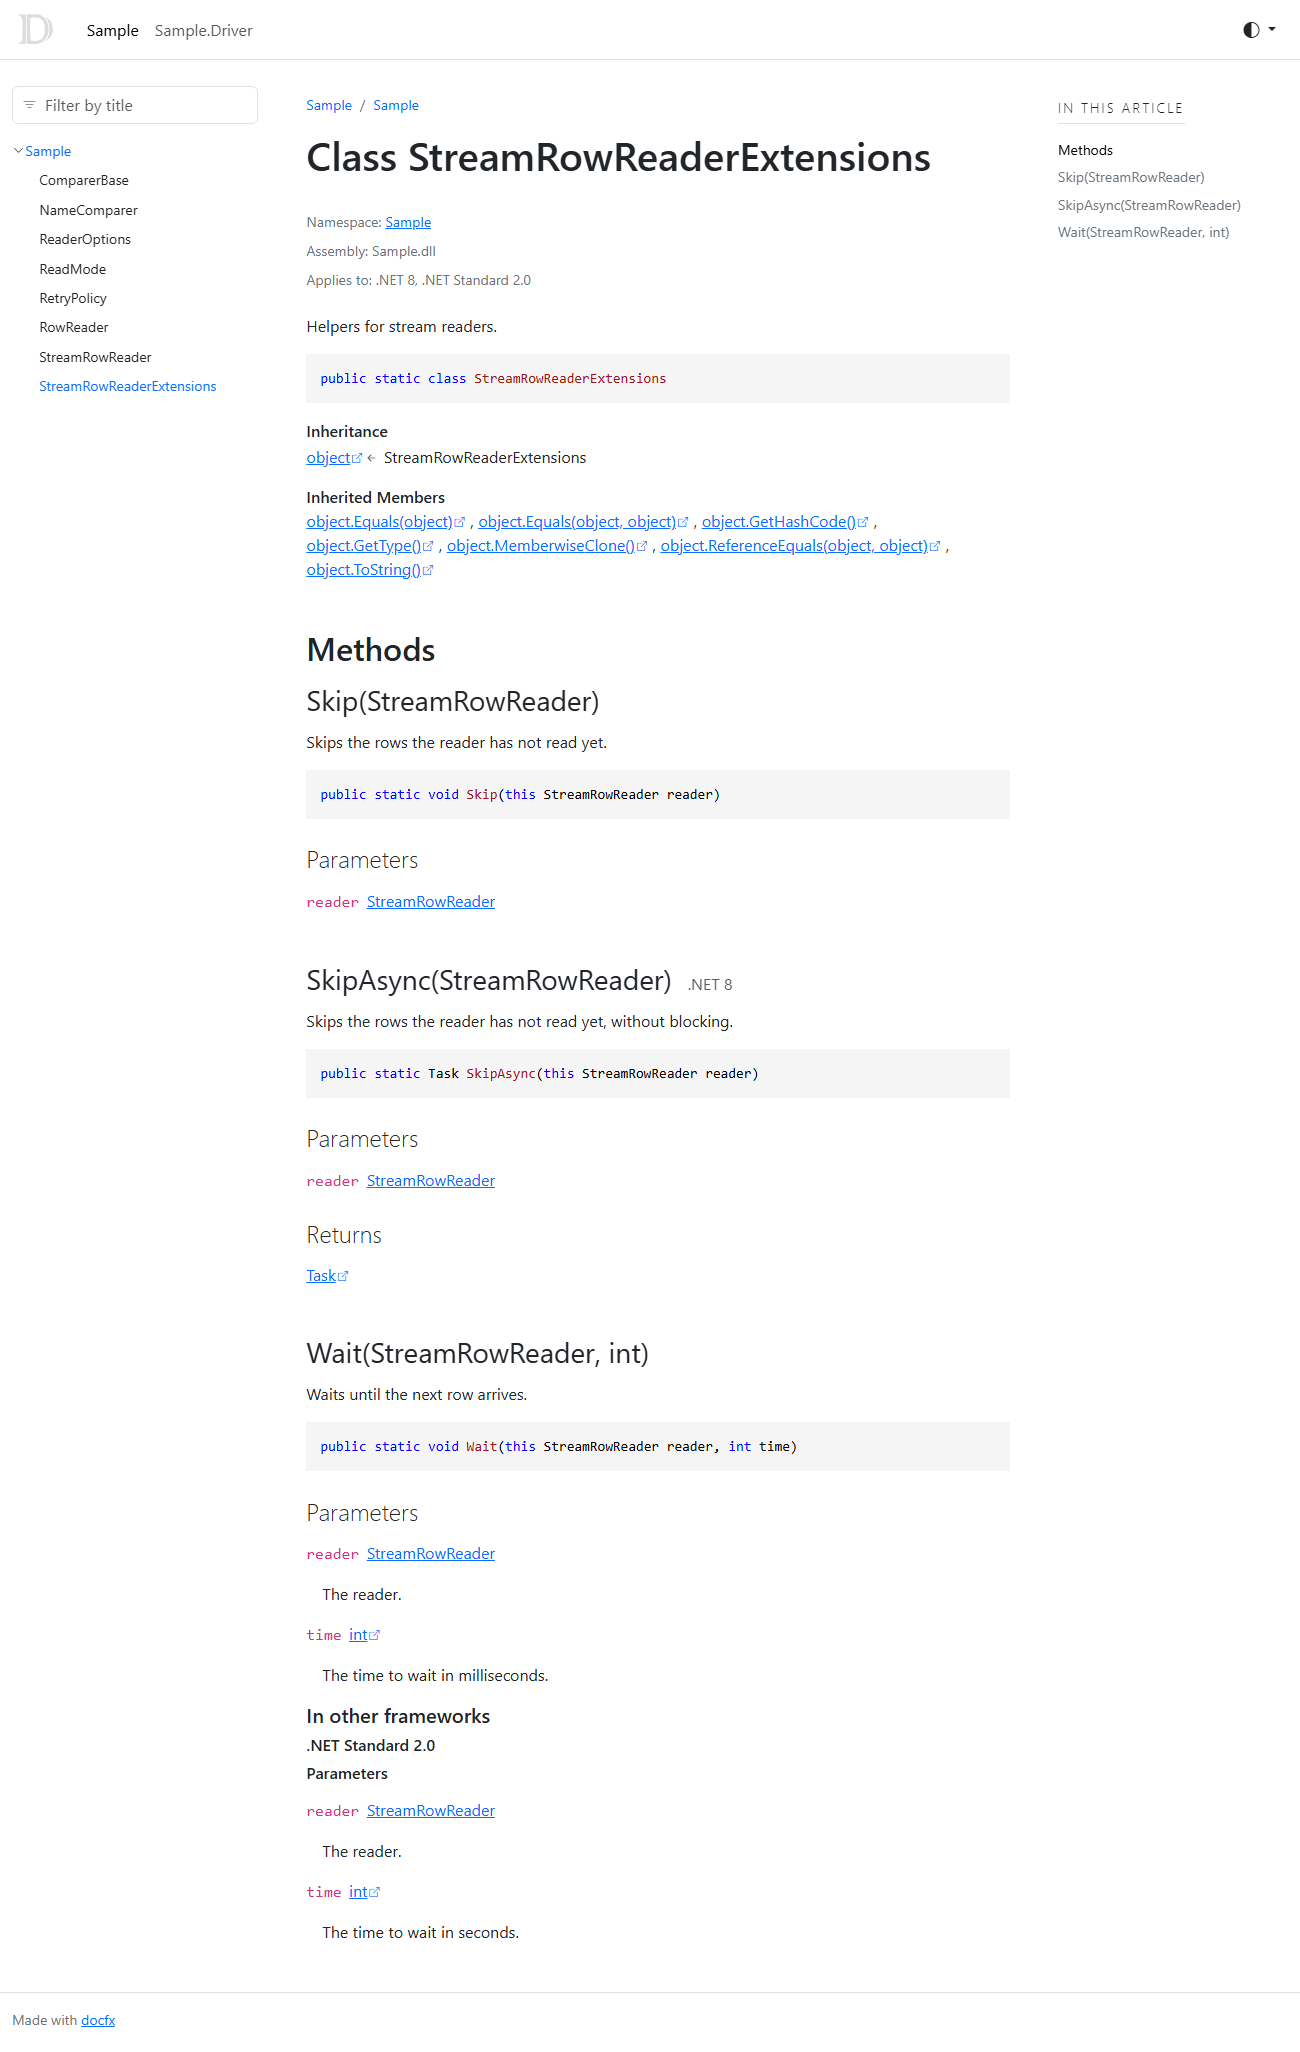 D
Sample Sample.Driver
Filter by title
Sample
ComparerBase
NameComparer
ReaderOptions
ReadMode
RetryPolicy
RowReader
StreamRowReader
StreamRowReaderExtensions
Sample / Sample
Class StreamRowReaderExtensions
Namespace: Sample
Assembly: Sample.dll
Applies to: .NET 8, .NET Standard 2.0
Helpers for stream readers.
public static class StreamRowReaderExtensions
Inheritance
object ← StreamRowReaderExtensions
Inherited Members
object.Equals(object) , object.Equals(object, object) , object.GetHashCode() ,
object.GetType() , object.MemberwiseClone() , object.ReferenceEquals(object, object) ,
object.ToString()
Methods
Skip(StreamRowReader)
Skips the rows the reader has not read yet.
public static void Skip(this StreamRowReader reader)
Parameters
reader StreamRowReader
SkipAsync(StreamRowReader) .NET 8
Skips the rows the reader has not read yet, without blocking.
public static Task SkipAsync(this StreamRowReader reader)
Parameters
reader StreamRowReader
Returns
Task
Wait(StreamRowReader, int)
Waits until the next row arrives.
public static void Wait(this StreamRowReader reader, int time)
Parameters
reader StreamRowReader
The reader.
time int
The time to wait in milliseconds.
In other frameworks
.NET Standard 2.0
Parameters
reader StreamRowReader
The reader.
time int
The time to wait in seconds.
IN THIS ARTICLE
Methods
Skip(StreamRowReader)
SkipAsync(StreamRowReader)
Wait(StreamRowReader, int)
Made with docfx